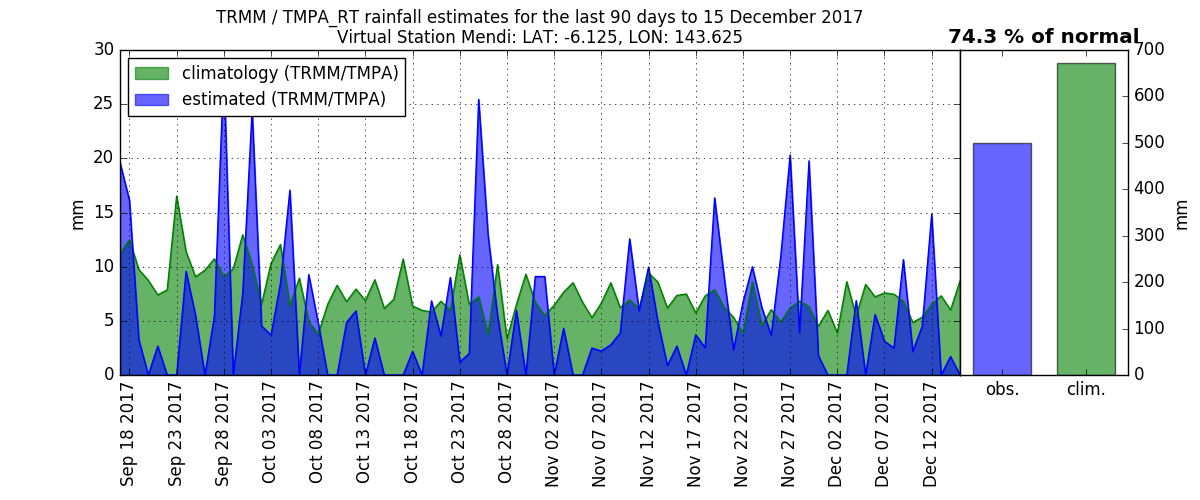 TRMM / TMPA_RT rainfall estimates for the last 90 days to 15 December 2017
Virtual Station Mendi: LAT: -6.125, LON: 143.625
74.3 % of normal
climatology (TRMM/TMPA)
estimated (TRMM/TMPA)
mm
30
25
20
15
10
5
0
Sep 18 2017
Sep 23 2017
Sep 28 2017
Oct 03 2017
Oct 08 2017
Oct 13 2017
Oct 18 2017
Oct 23 2017
Oct 28 2017
Nov 02 2017
Nov 07 2017
Nov 12 2017
Nov 17 2017
Nov 22 2017
Nov 27 2017
Dec 02 2017
Dec 07 2017
Dec 12 2017
obs.
clim.
700
600
500
400
300
200
100
0
mm